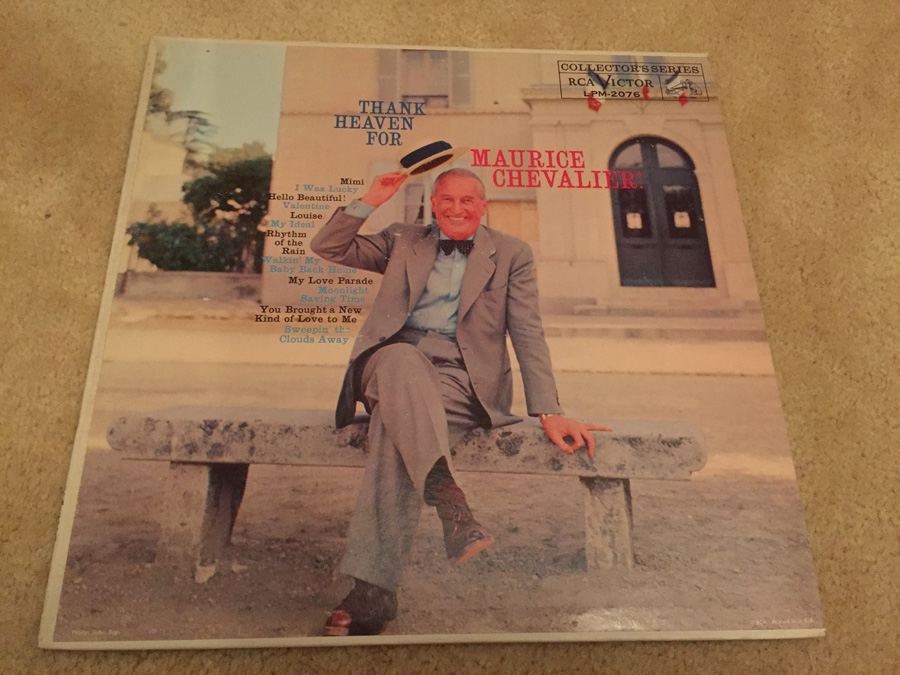 COLLECTOR'S SERIES
RCA VICTOR
LPM-2076
THANK
HEAVEN
FOR
MAURICE
CHEVALIER!
Mimi
I Was Lucky
Hello Beautiful!
Valentine
Louise
My Ideal
Rhythm
of the
Rain
Walkin' My
Baby Back Home
My Love Parade
Moonlight
Saving Time
You Brought a New
Kind of Love to Me
Sweepin' the
Clouds Away